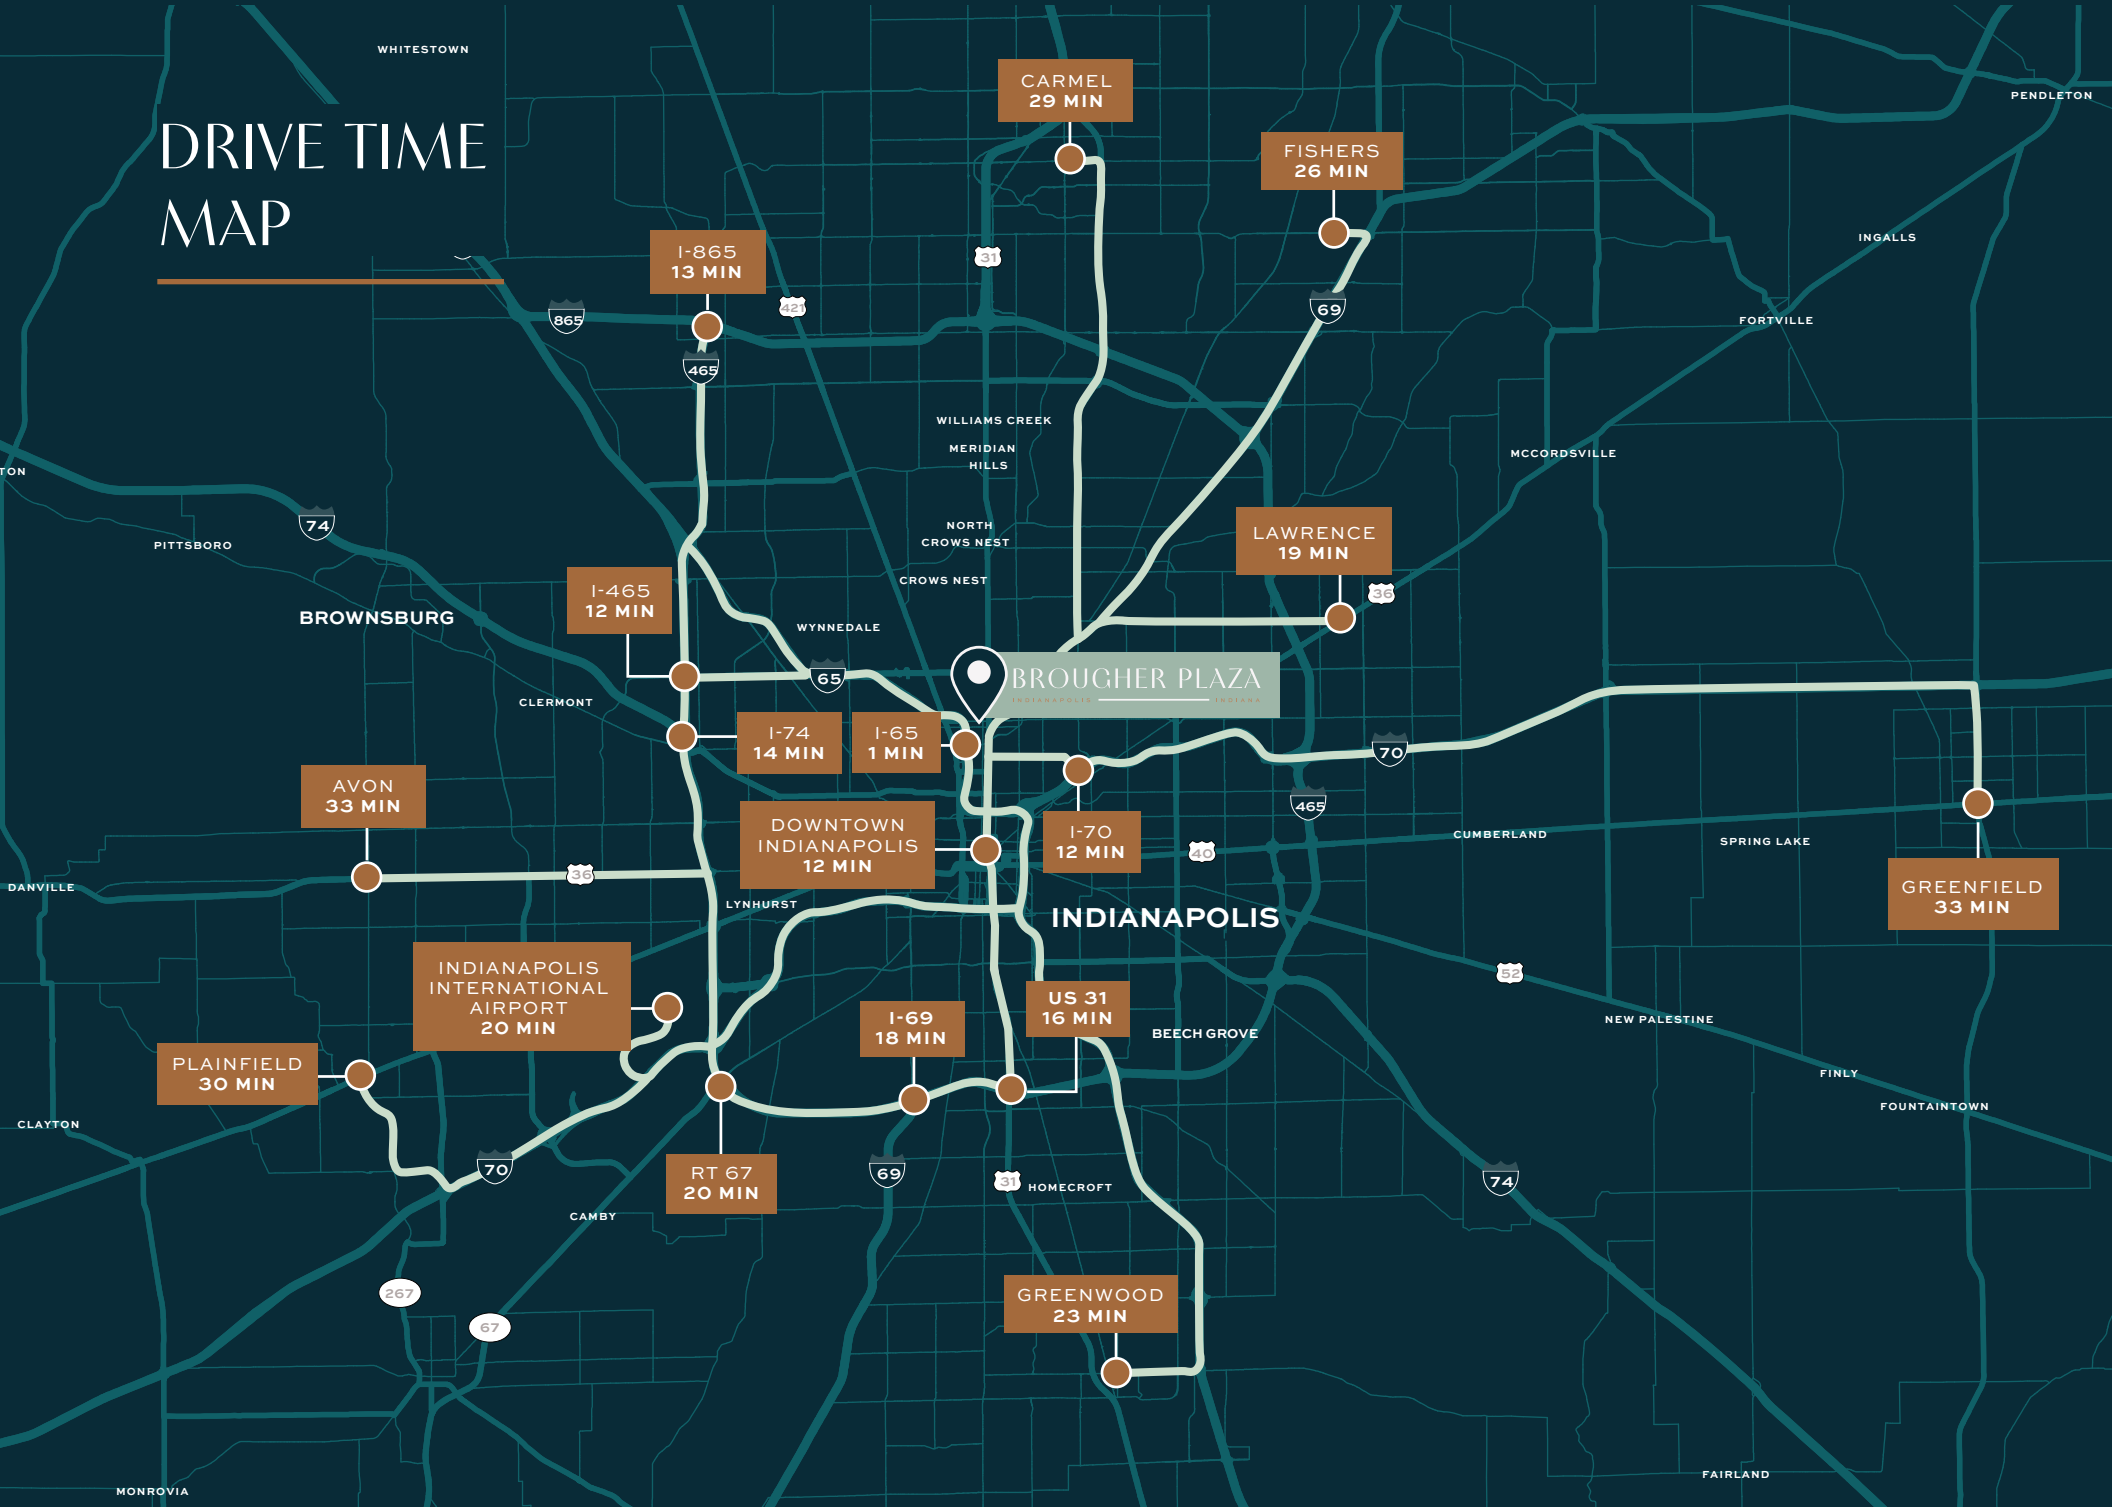 WHITESTOWN
DRIVE TIME
MAP
CARMEL
29 MIN
PENDLETON
FISHERS
26 MIN
INGALLS
I-865
13 MIN
31
421
865
69
FORTVILLE
465
WILLIAMS CREEK
MERIDIAN
HILLS
MCCORDSVILLE
TON
74
PITTSBORO
NORTH
CROWS NEST
LAWRENCE
19 MIN
CROWS NEST
36
I-465
12 MIN
BROWNSBURG
WYNNEDALE
65
BROUGHER PLAZA
INDIANAPOLIS INDIANA
CLERMONT
I-74
14 MIN
I-65
1 MIN
70
AVON
33 MIN
465
DOWNTOWN
INDIANAPOLIS
12 MIN
I-70
12 MIN
40
CUMBERLAND
SPRING LAKE
36
DANVILLE
GREENFIELD
33 MIN
LYNHURST
INDIANAPOLIS
INDIANAPOLIS
INTERNATIONAL
AIRPORT
20 MIN
52
US 31
16 MIN
I-69
18 MIN
BEECH GROVE
NEW PALESTINE
PLAINFIELD
30 MIN
FINLY
FOUNTAINTOWN
CLAYTON
70
RT 67
20 MIN
69
31
HOMECROFT
74
CAMBY
267
67
GREENWOOD
23 MIN
FAIRLAND
MONROVIA